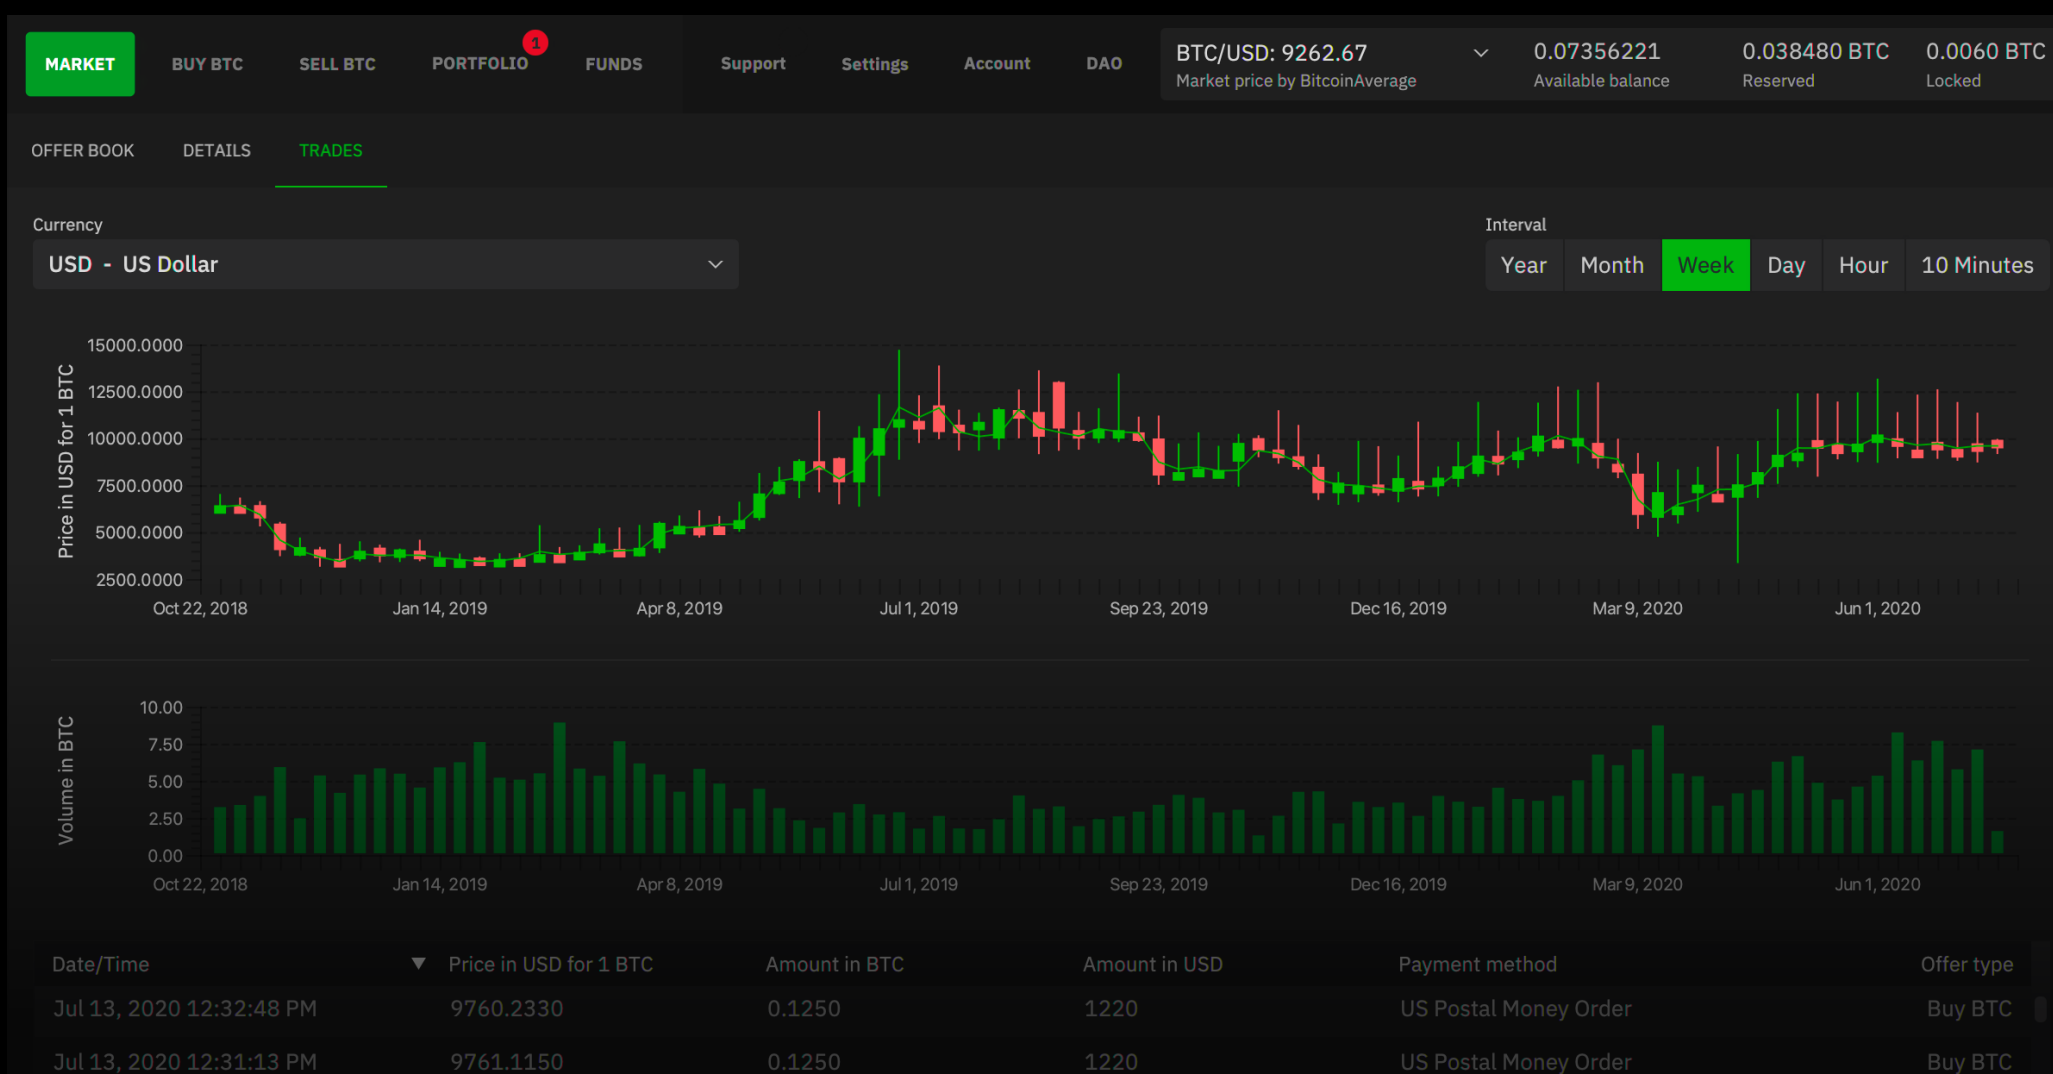 MARKET BUY BTC SELL BTC PORTFOLIO 1 FUNDS Support Settings Account DAO BTC/USD: 9262.67 0.07356221 0.038480 BTC 0.0060 BTC
Market price by BitcoinAverage Available balance Reserved Locked
OFFER BOOK DETAILS TRADES
Currency Interval
USD - US Dollar Year Month Week Day Hour 10 Minutes
Price in USD for 1 BTC
15000.0000
12500.0000
10000.0000
7500.0000
5000.0000
2500.0000
Oct 22, 2018 Jan 14, 2019 Apr 8, 2019 Jul 1, 2019 Sep 23, 2019 Dec 16, 2019 Mar 9, 2020 Jun 1, 2020
Volume in BTC
10.00
7.50
5.00
2.50
0.00
Oct 22, 2018 Jan 14, 2019 Apr 8, 2019 Jul 1, 2019 Sep 23, 2019 Dec 16, 2019 Mar 9, 2020 Jun 1, 2020
Date/Time ▼ Price in USD for 1 BTC Amount in BTC Amount in USD Payment method Offer type
Jul 13, 2020 12:32:48 PM 9760.2330 0.1250 1220 US Postal Money Order Buy BTC
Jul 13, 2020 12:31:13 PM 9761.1150 0.1250 1220 US Postal Money Order Buy BTC